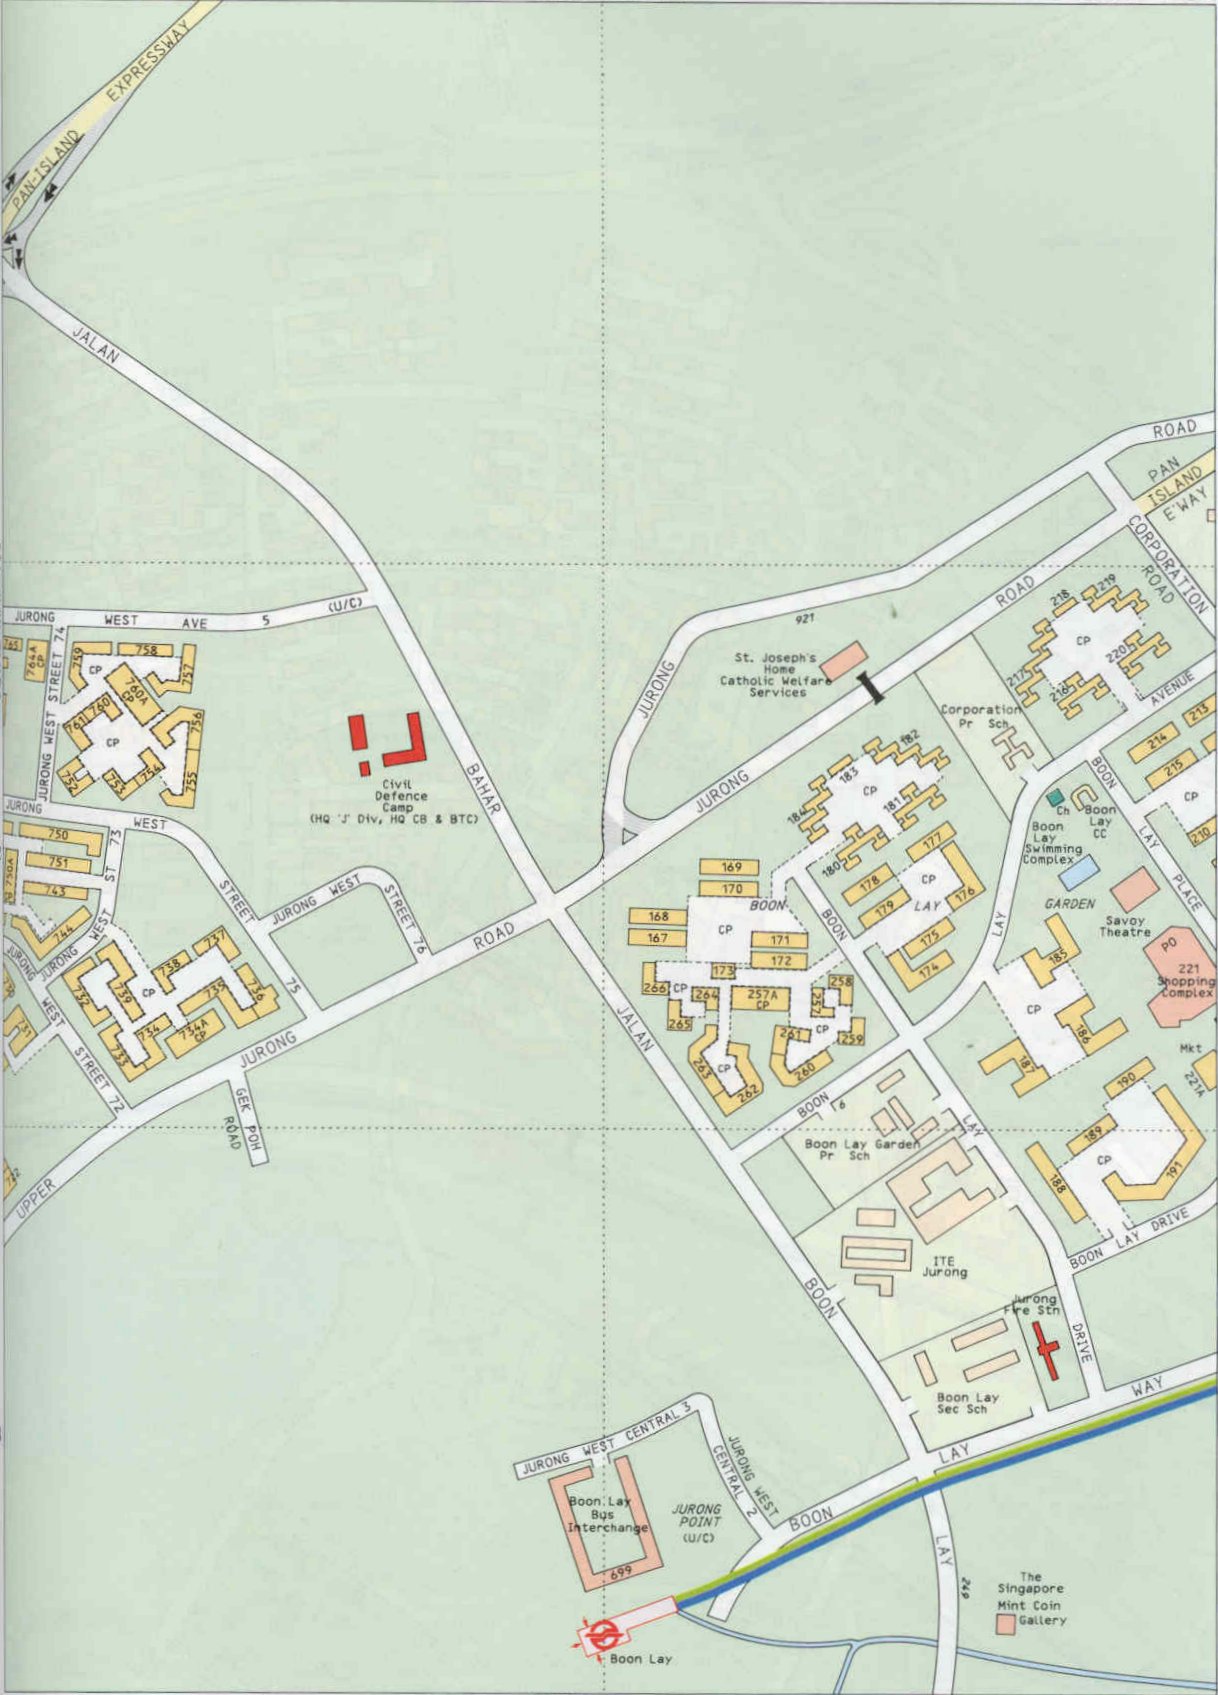 PAN-ISLAND EXPRESSWAY
JALAN
ROAD
PAN
ISLAND
E'WAY
CORPORATION
ROAD
ROAD
JURONG WEST AVE 5 (U/C)
765
764A
CP
JURONG WEST STREET 74
759
758
757
CP
760A
CP
761
760
756
CP
752
753
754
755
921
St. Joseph's
Home
Catholic Welfare
Services
JURONG
Corporation
Pr Sch
218
219
CP
217
216
220
AVENUE
213
214
215
CP
210
Civil
Defence
Camp
(HQ 'J' Div, HQ CB & BTC)
BAHAR
JURONG
182
183
CP
184
181
180
177
178
CP
179
LAY
176
175
174
Ch
Boon
Lay
CC
Boon
Lay
Swimming
Complex
BOON
LAY
PLACE
GARDEN
Savoy
Theatre
PO
221
Shopping
Complex
Mkt
221A
JURONG
WEST
STREET
75
750
751
750A
743
744
JURONG WEST ST 73
JURONG WEST
STREET 76
JURONG
WEST
STREET 72
731
732
739
738
737
CP
735
736
734
734A
CP
733
ROAD
JURONG
UPPER
GEK POH
ROAD
169
170
BOON
168
167
CP
171
172
173
266
CP
264
265
257A
CP
257
258
261
CP
259
260
263
CP
262
BOON
LAY
185
CP
186
187
190
189
CP
188
191
JALAN
BOON
LAY
6
Boon Lay Garden
Pr Sch
ITE
Jurong
BOON LAY DRIVE
Jurong
Fire Stn
DRIVE
BOON
Boon Lay
Sec Sch
WAY
LAY
BOON
JURONG WEST CENTRAL 3
JURONG WEST
CENTRAL 2
Boon Lay
Bus
Interchange
699
JURONG
POINT
(U/C)
LAY
249
The
Singapore
Mint Coin
Gallery
Boon Lay